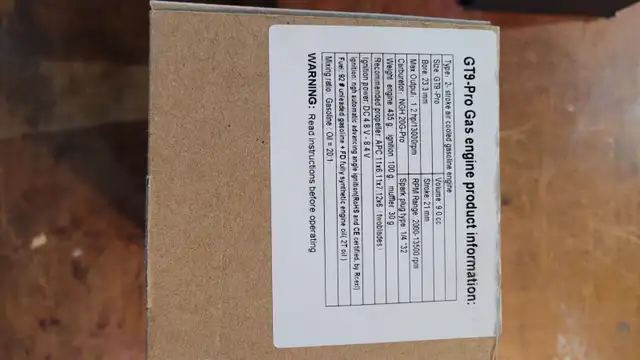 GT9-Pro Gas engine product information:
Type: 2- stroke air cooled gasoline engine
Size: GT9 -Pro Volume: 9.0 cc
Bore: 23.3 mm Stroke: 21 mm
Max. Output: 1.2 hp/13000rpm RPM Range: 2000-13500 rpm
Carburetor: NGH 20G-Pro Spark plug type: 1/4 *32
Weight: engine 435 g ignition 100 g muffler 30 g
Recommended propeller: APC 11x6;11x7;12x6 (twoblades)
Ignition power: DC 4.8 V - 8.4 V
Ignition: ngh automatic advancing angle ignition(RoHS and CE certified, by Rcexl)
Fuel: 92 # unleaded gasoline + FD fully synthetic engine oil( 2T oil )
Mixing ratio: Gasoline : Oil = 20:1
WARNING: Read instructions before operating